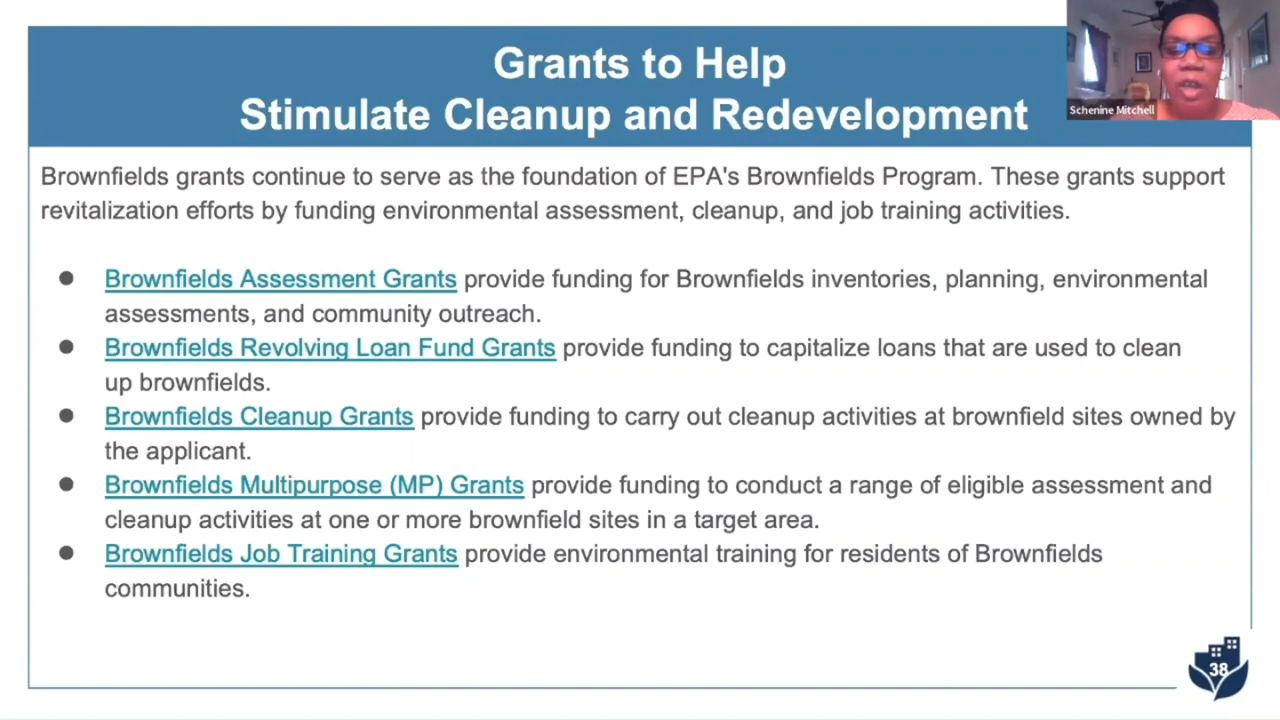 Grants to Help
Stimulate Cleanup and Redevelopment
Schenine Mitchell
Brownfields grants continue to serve as the foundation of EPA's Brownfields Program. These grants support
revitalization efforts by funding environmental assessment, cleanup, and job training activities.
● Brownfields Assessment Grants provide funding for Brownfields inventories, planning, environmental
assessments, and community outreach.
● Brownfields Revolving Loan Fund Grants provide funding to capitalize loans that are used to clean
up brownfields.
● Brownfields Cleanup Grants provide funding to carry out cleanup activities at brownfield sites owned by
the applicant.
● Brownfields Multipurpose (MP) Grants provide funding to conduct a range of eligible assessment and
cleanup activities at one or more brownfield sites in a target area.
● Brownfields Job Training Grants provide environmental training for residents of Brownfields
communities.
38